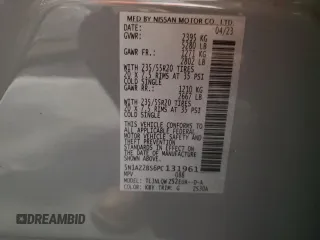 MFD BY NISSAN MOTOR CO., LTD.
04/23
GVWR: 2395 KG
5280 LB
GAWR FR: 1271 KG
2802 LB
WITH 235/55R20 TIRES
20 X 7.5 RIMS AT 35 PSI
COLD SINGLE
GAWR RR: 1210 KG
2667 LB
WITH 235/55R20 TIRES
20 X 7.5 RIMS AT 35 PSI
COLD SINGLE
THIS VEHICLE CONFORMS TO ALL
APPLICABLE FEDERAL MOTOR
VEHICLE SAFETY AND THEFT
PREVENTION STANDARDS
IN EFFECT ON THE DATE OF
MANUFACTURE SHOWN ABOVE.
131961
MODEL
COLOR: KBY TRIM: G
DREAMBID